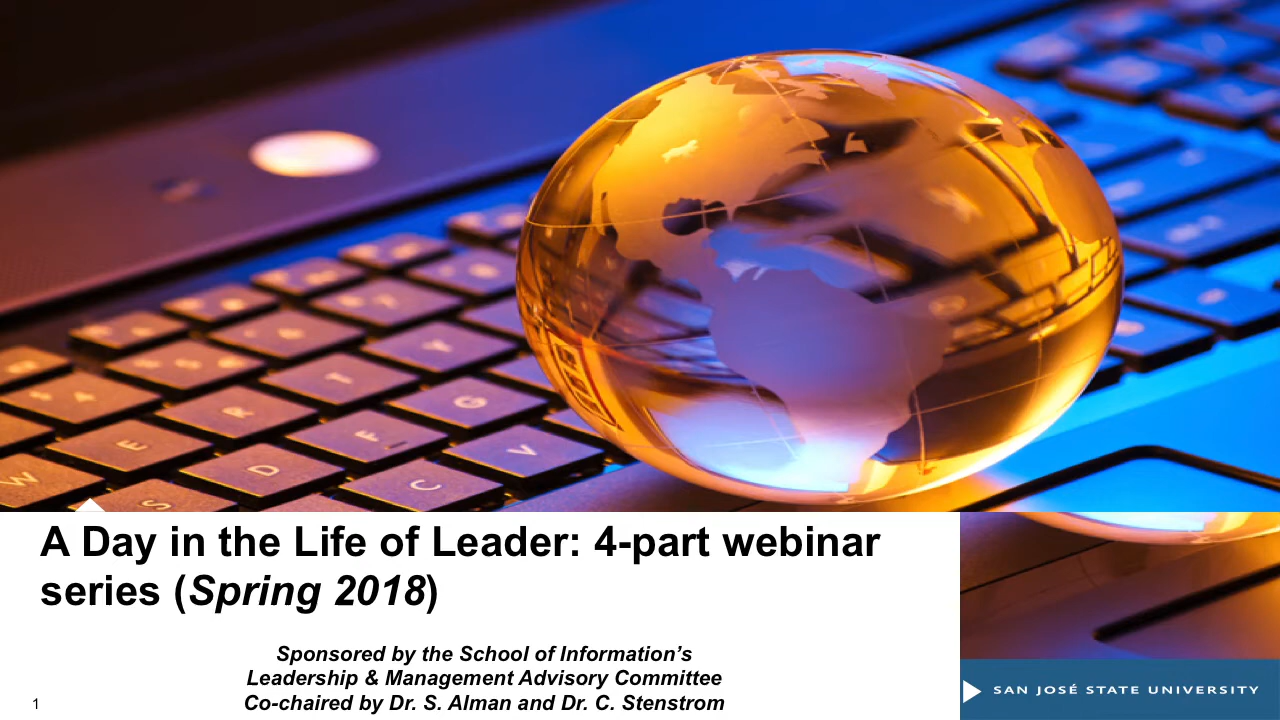 W
E
R
T
S
D
F
G
C
V
A Day in the Life of Leader: 4-part webinar
series (Spring 2018)
Sponsored by the School of Information’s
Leadership & Management Advisory Committee
Co-chaired by Dr. S. Alman and Dr. C. Stenstrom
1
SAN JOSÉ STATE UNIVERSITY